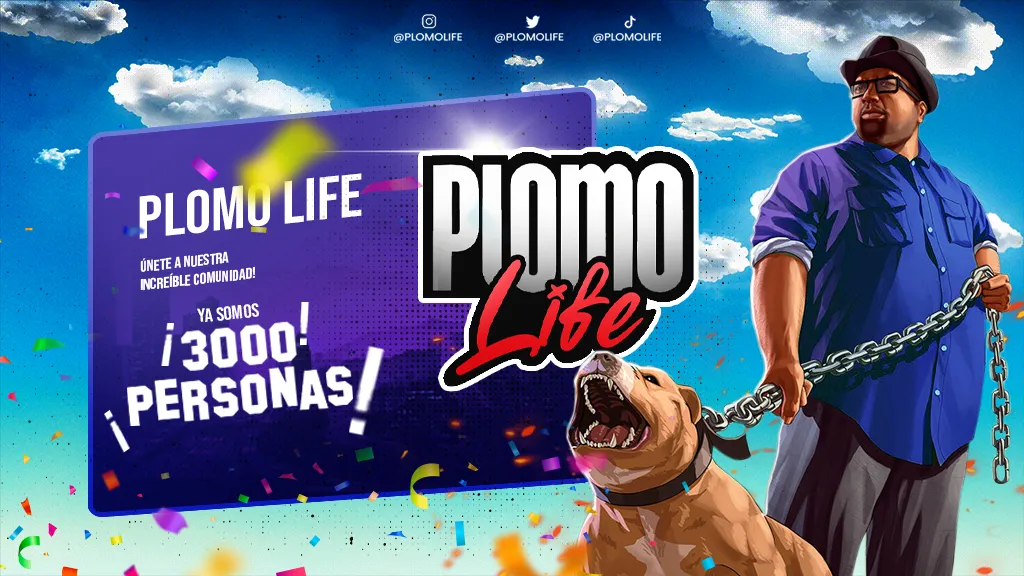 @PLOMOLIFE @PLOMOLIFE @PLOMOLIFE
PLOMO LIFE
ÚNETE A NUESTRA
INCREÍBLE COMUNIDAD!
YA SOMOS
¡3000!
¡PERSONAS!
PLOMO
Life